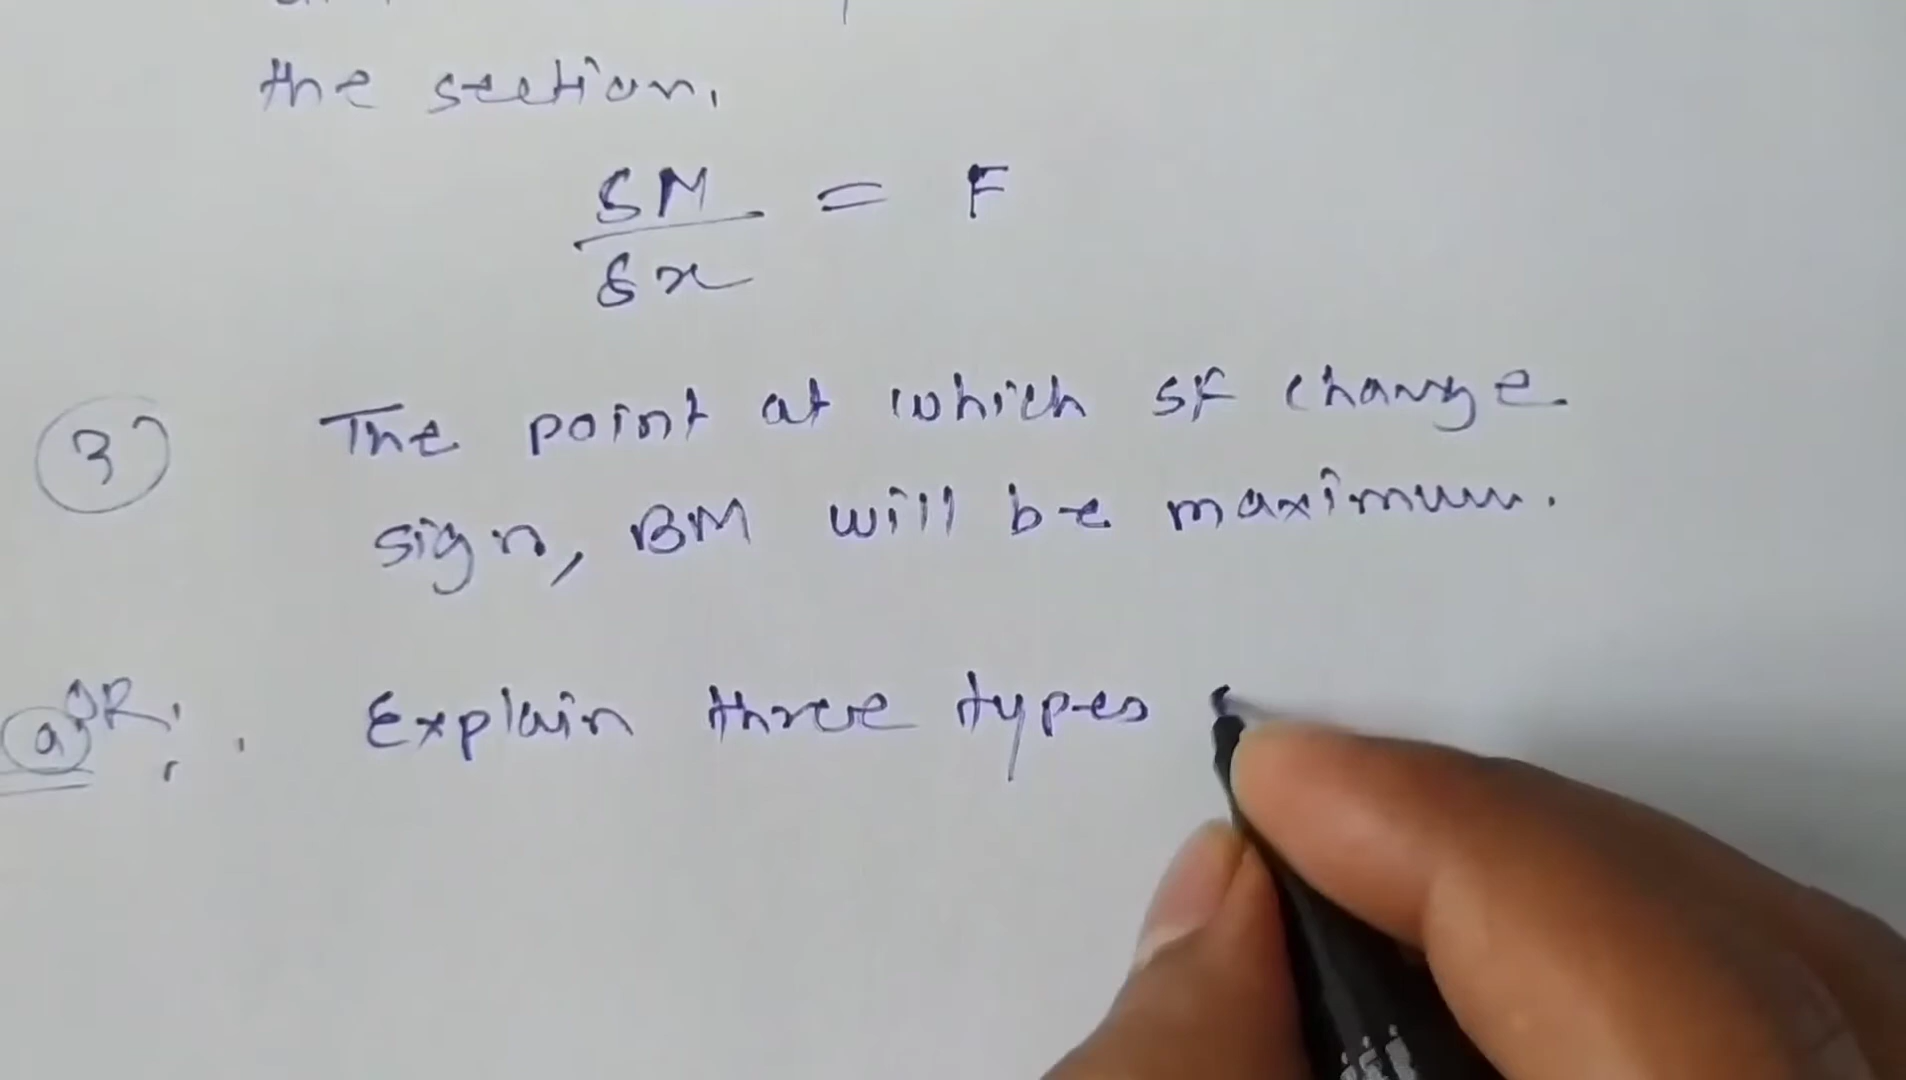 the section.
δM
δx
= F
3 The point at which SF change
sign, BM will be maximum.
a OR. Explain three types